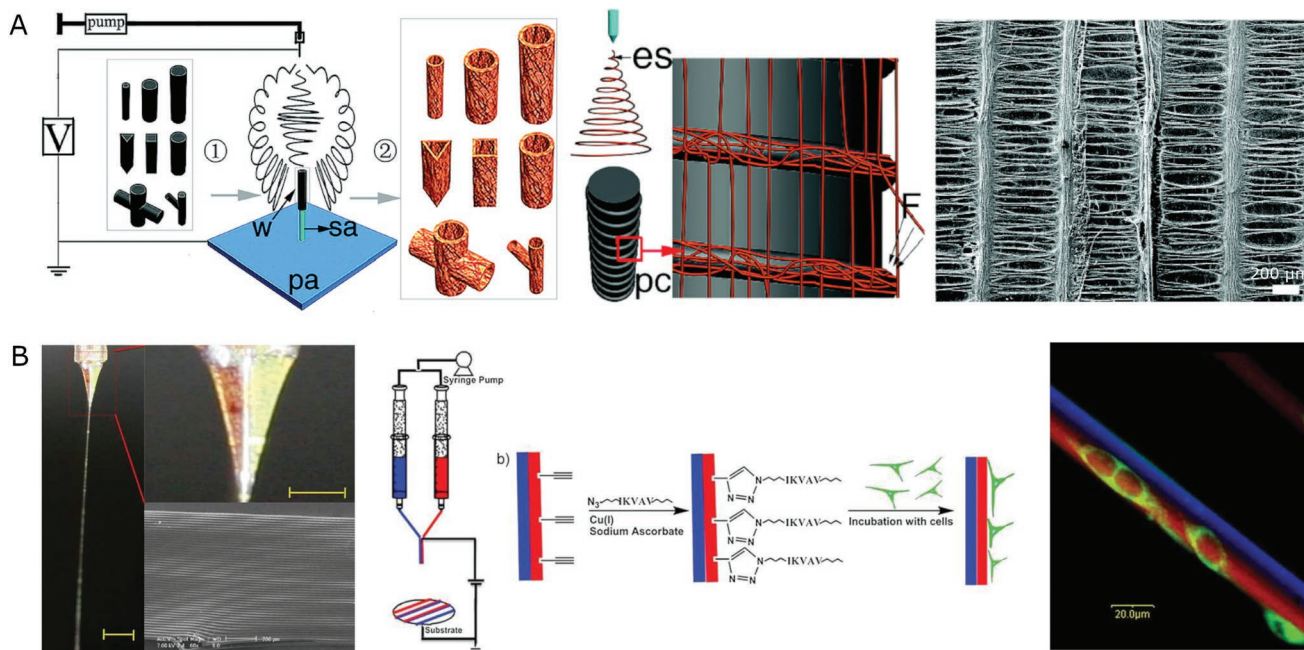 A
pump
V
①
②
w
sa
pa
es
pc
F
200 μm
B
Syringe Pump
Substrate
b)
N₃
IKVAV
Cu(I)
Sodium Ascorbate
N
N=N
IKVAV
N
N=N
IKVAV
N
N=N
IKVAV
Incubation with cells
20.0μm